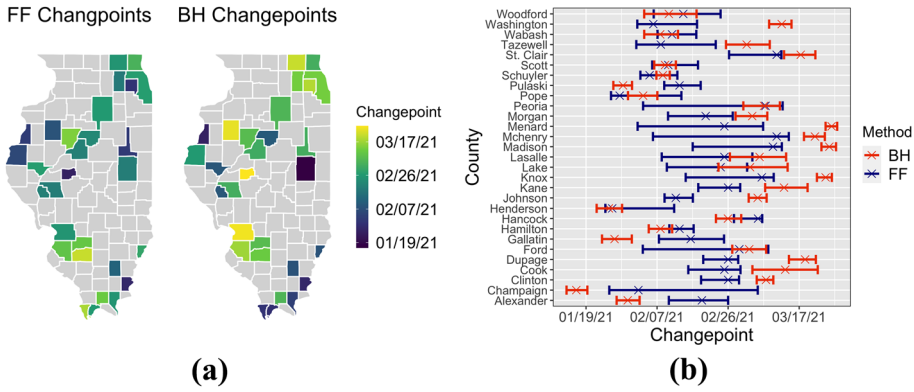 FF Changpoints
BH Changepoints
Changepoint
03/17/21
02/26/21
02/07/21
01/19/21
(a)
County
Woodford
Washington
Wabash
Tazewell
St. Clair
Scott
Schuyler
Pulaski
Pope
Peoria
Morgan
Menard
Mchenry
Madison
Lasalle
Lake
Knox
Kane
Johnson
Henderson
Hancock
Hamilton
Gallatin
Ford
Dupage
Cook
Clinton
Champaign
Alexander
01/19/21
02/07/21
02/26/21
03/17/21
Changepoint
Method
BH
FF
(b)